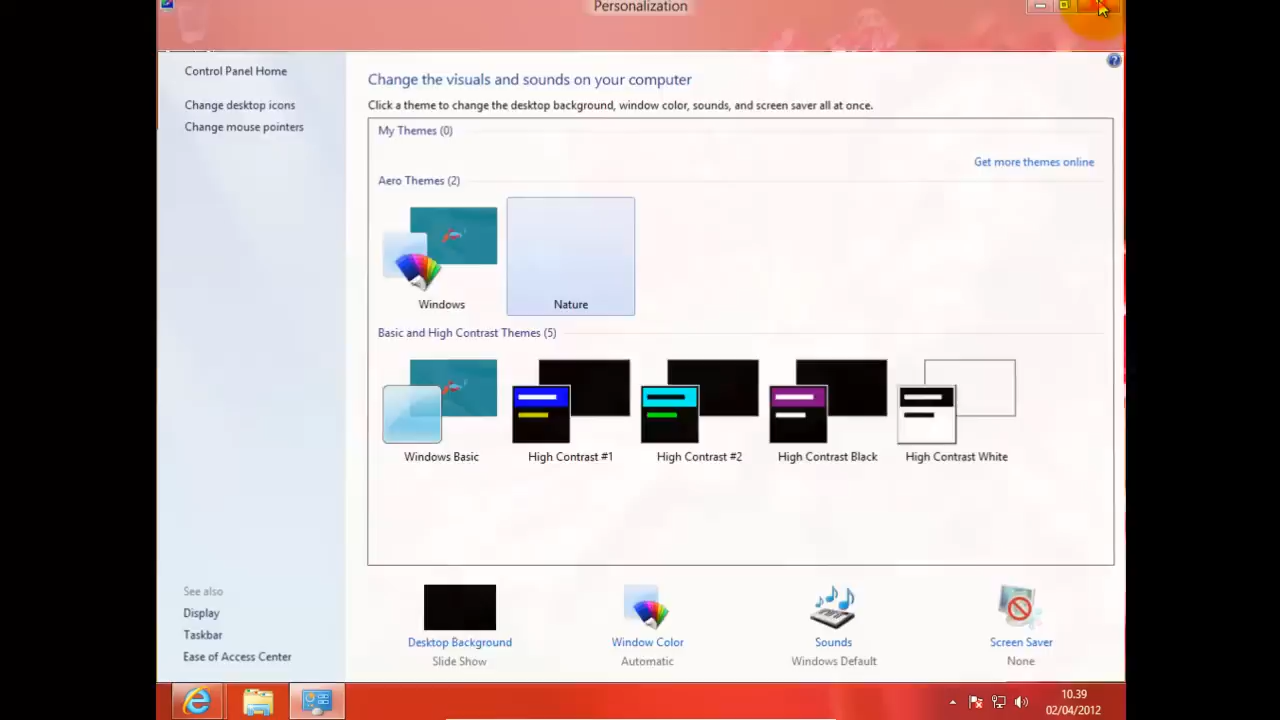 Personalization
Control Panel Home
Change desktop icons
Change mouse pointers
Change the visuals and sounds on your computer
Click a theme to change the desktop background, window color, sounds, and screen saver all at once.
My Themes (0)
Get more themes online
Aero Themes (2)
Windows
Nature
Basic and High Contrast Themes (5)
Windows Basic
High Contrast #1
High Contrast #2
High Contrast Black
High Contrast White
See also
Display
Taskbar
Ease of Access Center
Desktop Background
Slide Show
Window Color
Automatic
Sounds
Windows Default
Screen Saver
None
10.39
02/04/2012